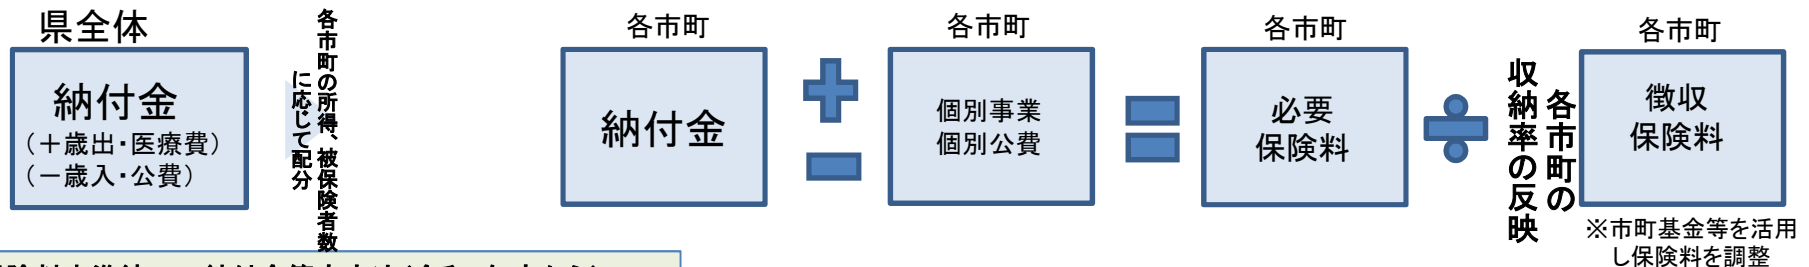 県全体
納付金
（＋歳出・医療費）
（－歳入・公費）
各市町の所得、被保険者数
に応じて配分
各市町
納付金
各市町
個別事業
個別公費
各市町
必要
保険料
各市町の
収納率の反映
各市町
徴収
保険料
※市町基金等を活用
し保険料を調整